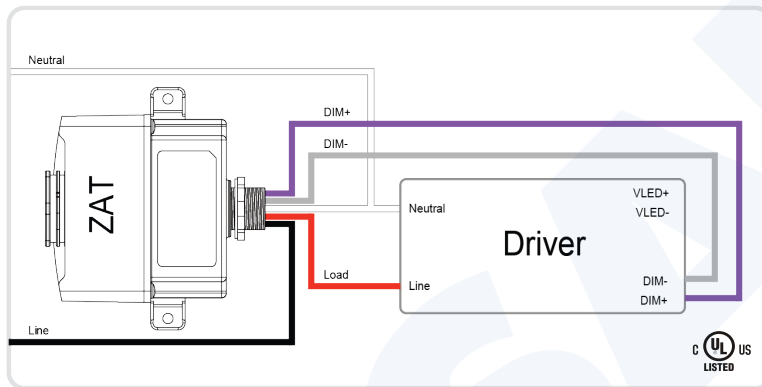 Neutral
DIM+
DIM-
ZAT
Neutral
VLED+
VLED-
Driver
Load
Line
DIM-
DIM+
Line
C UL US
LISTED